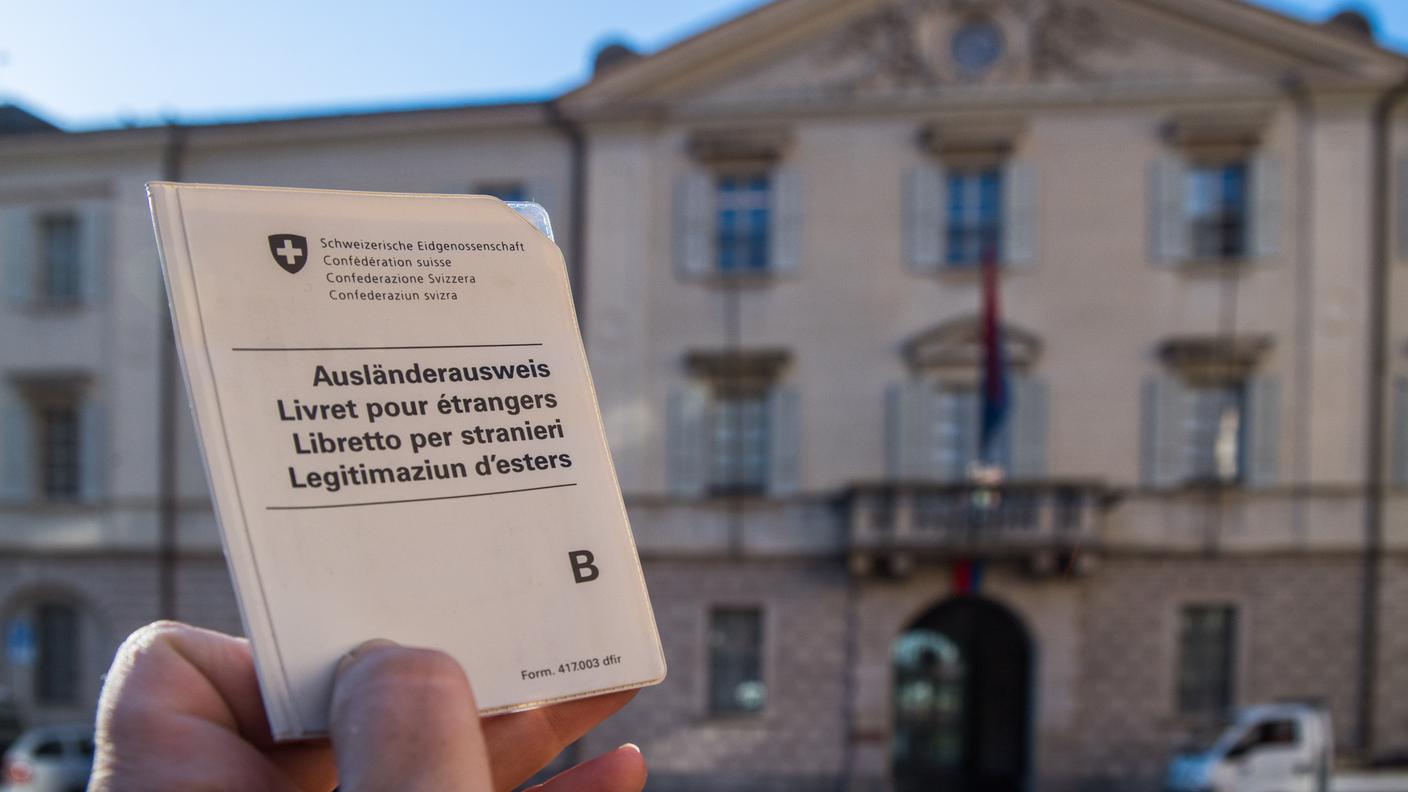 Schweizerische Eidgenossenschaft
Confédération suisse
Confederazione Svizzera
Confederaziun svizra
Ausländerausweis
Livret pour étrangers
Libretto per stranieri
Legitimaziun d’esters
B
Form. 417.003 dfir